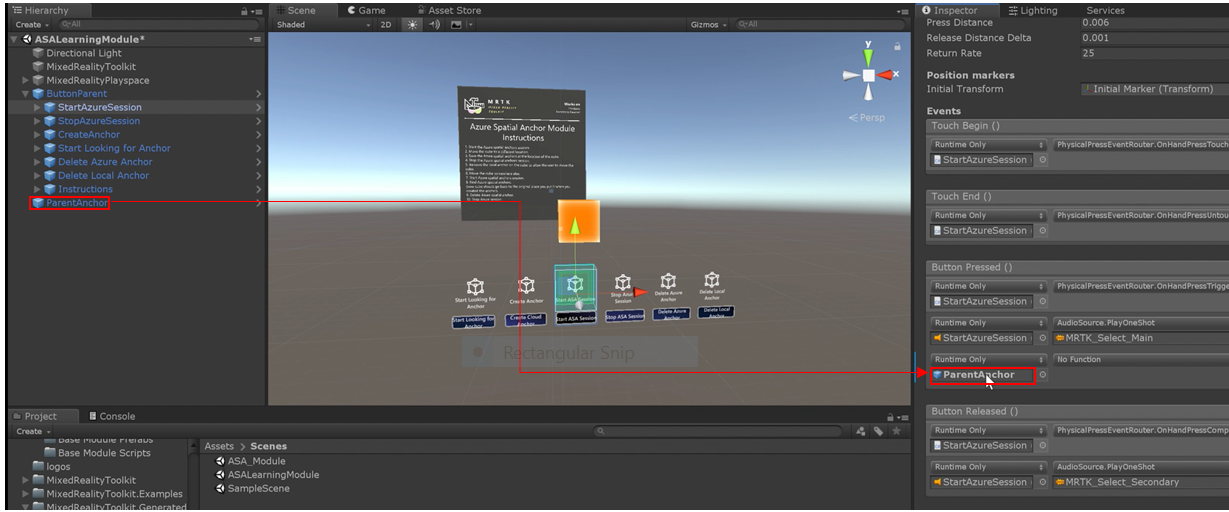 Hierarchy
Create
All
ASALearningModule*
Directional Light
MixedRealityToolkit
MixedRealityPlayspace
ButtonParent
StartAzureSession
StopAzureSession
CreateAnchor
Start Looking for Anchor
Delete Azure Anchor
Delete Local Anchor
Instructions
ParentAnchor
Scene
Game
Asset Store
Shaded
2D
Gizmos
All
y
x
Persp
MRTK
MIXED REALITY
TOOLKIT
Azure Spatial Anchor Module
Instructions
Start Looking for
Anchor
Create Anchor
Start ASA Session
Stop ASA
Session
Delete Azure
Anchor
Delete Local
Anchor
Start Looking for
Anchor
Create Cloud
Anchor
Start ASA Session
Stop ASA Session
Delete Azure
Anchor
Delete Local
Anchor
Rectangular Snip
Inspector
Lighting
Services
Press Distance
0.006
Release Distance Delta
0.001
Return Rate
25
Position markers
Initial Transform
Initial Marker (Transform)
Events
Touch Begin ()
Runtime Only
PhysicalPressEventRouter.OnHandPressTouch
StartAzureSession
Touch End ()
Runtime Only
PhysicalPressEventRouter.OnHandPressUntou
StartAzureSession
Button Pressed ()
Runtime Only
PhysicalPressEventRouter.OnHandPressTrigge
StartAzureSession
Runtime Only
AudioSource.PlayOneShot
StartAzureSession
MRTK_Select_Main
Runtime Only
No Function
ParentAnchor
Button Released ()
Runtime Only
PhysicalPressEventRouter.OnHandPressComp
StartAzureSession
Runtime Only
AudioSource.PlayOneShot
StartAzureSession
MRTK_Select_Secondary
Project
Console
Create
Base Module Prefabs
Base Module Scripts
logos
MixedRealityToolkit
MixedRealityToolkit.Examples
MixedRealityToolkit.Generated
Assets > Scenes
ASA_Module
ASALearningModule
SampleScene